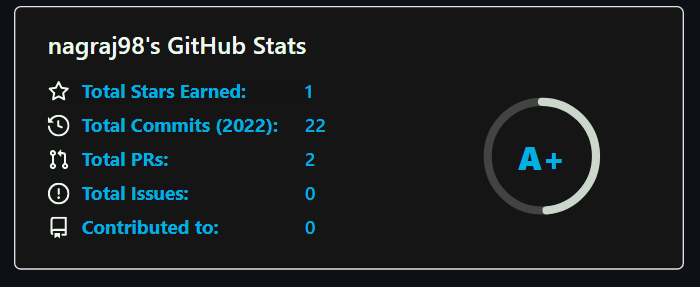 nagraj98's GitHub Stats
Total Stars Earned: 1
Total Commits (2022): 22
Total PRs: 2
Total Issues: 0
Contributed to: 0
A+